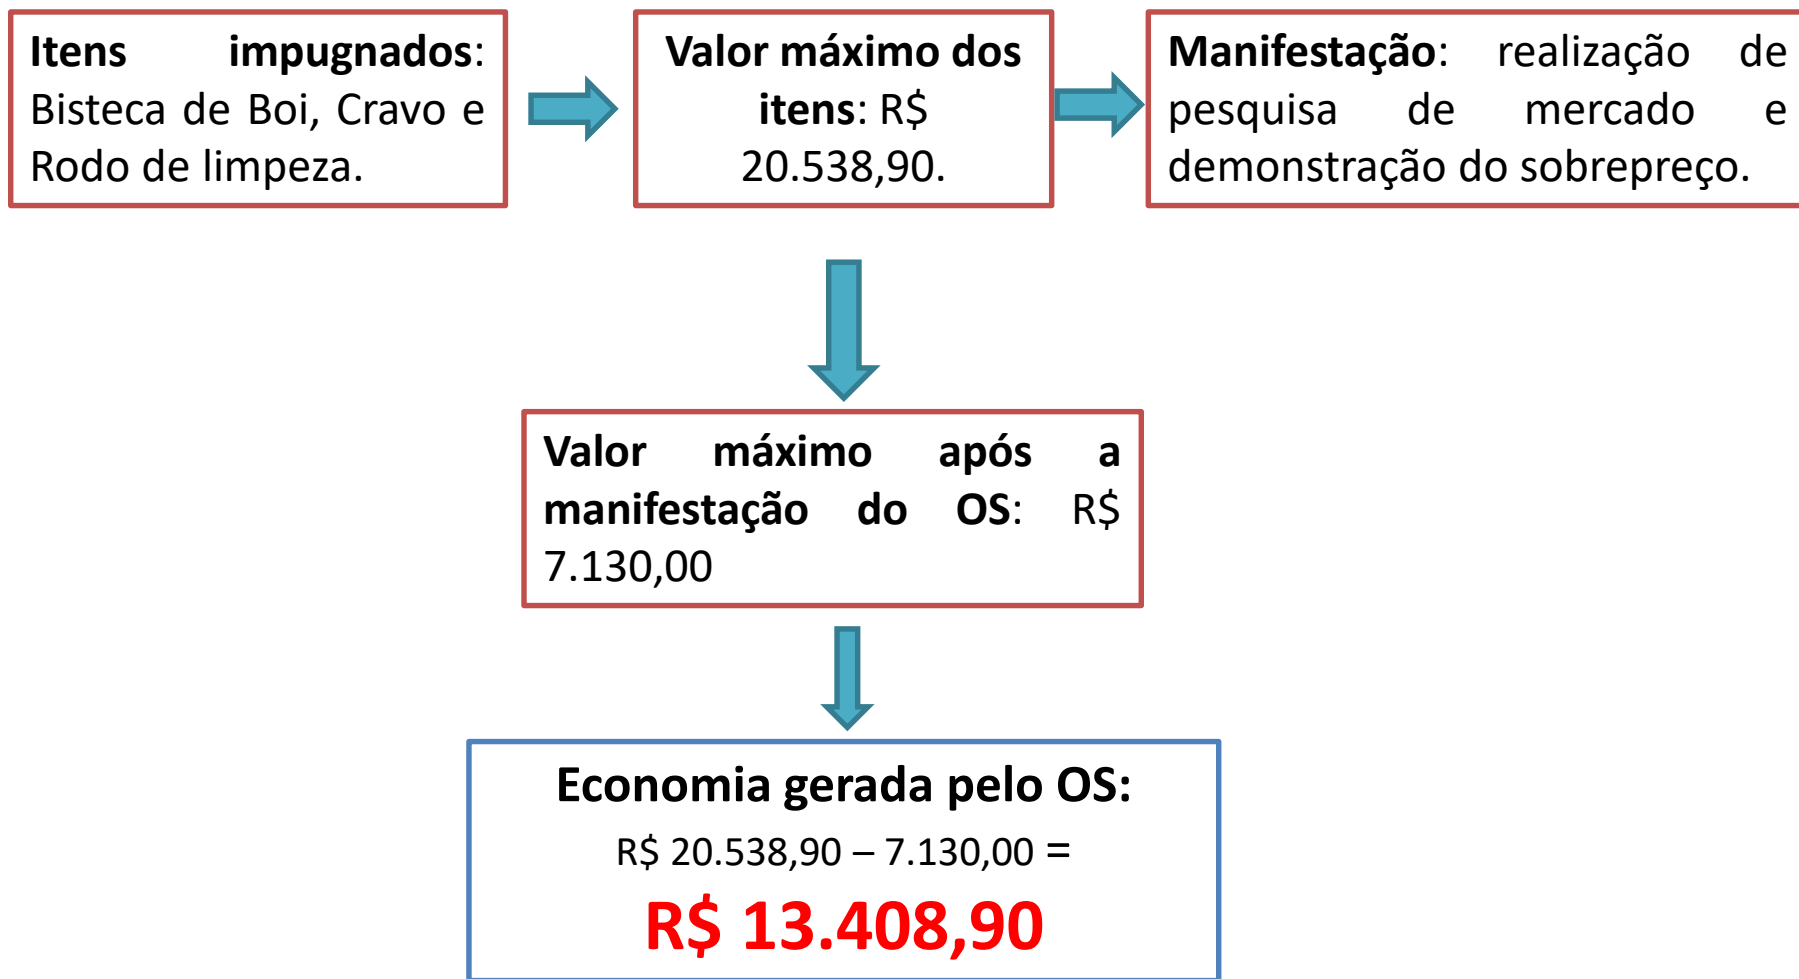 Itens impugnados:
Bisteca de Boi, Cravo e
Rodo de limpeza.
Valor máximo dos
itens: R$
20.538,90.
Manifestação: realização de
pesquisa de mercado e
demonstração do sobrepreço.
Valor máximo após a
manifestação do OS: R$
7.130,00
Economia gerada pelo OS:
R$ 20.538,90 – 7.130,00 =
R$ 13.408,90